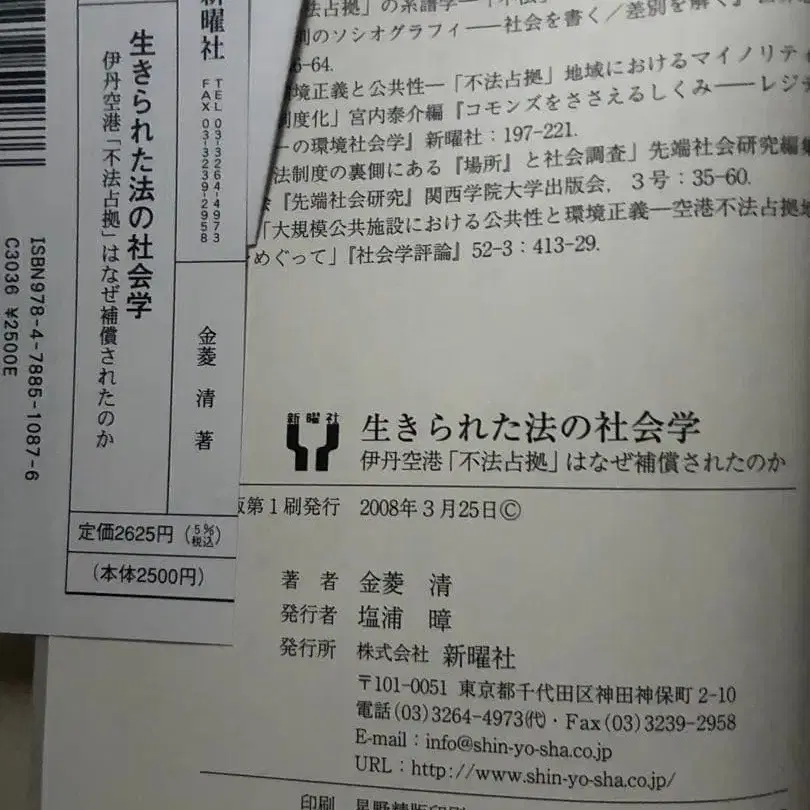 新曜社
TEL 03-3264-4973
FAX 03-3239-2958
生きられた法の社会学
伊丹空港「不法占拠」はなぜ補償されたのか
金菱 清 著
定価2625円(5%税込)
(本体2500円)
ISBN978-4-7885-1087-6
C3036 ¥2500E
法占拠」の系譜学
のソシオグラフィ――社会を書く/差別を解く』
6-64.
境正義と公共性―「不法占拠」地域におけるマイノリティ
制度化」宮内泰介編『コモンズをささえるしくみ――レジテ
ーの環境社会学』新曜社:197-221.
法制度の裏側にある『場所』と社会調査」先端社会研究編集
『先端社会研究』関西学院大学出版会, 3号:35-60.
「大規模公共施設における公共性と環境正義―空港不法占拠地
めぐって」『社会学評論』52-3:413-29.
新曜社
生きられた法の社会学
伊丹空港「不法占拠」はなぜ補償されたのか
版第1刷発行 2008年3月25日©
著者 金菱 清
発行者 塩浦 暲
発行所 株式会社 新曜社
〒101-0051 東京都千代田区神田神保町2-10
電話(03)3264-4973㈹・Fax(03)3239-2958
E-mail:info@shin-yo-sha.co.jp
URL:http://www.shin-yo-sha.co.jp/
印刷 星野精版印刷